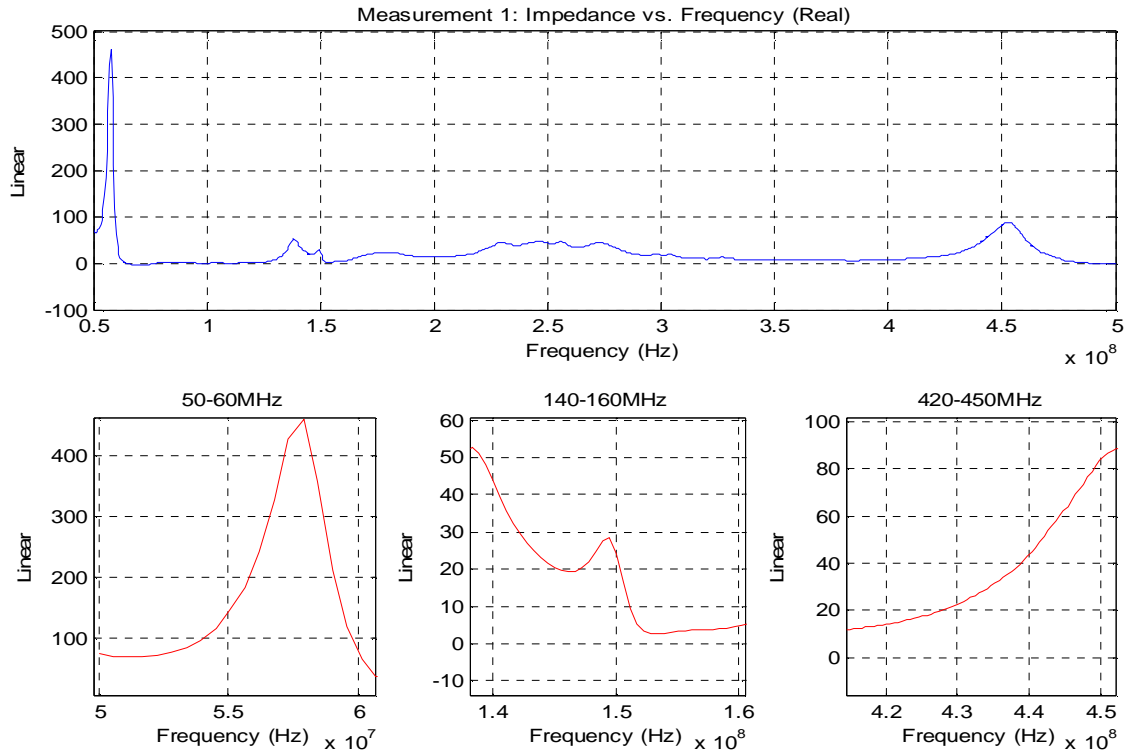 Measurement 1: Impedance vs. Frequency (Real)
500
400
300
200
100
0
-100
Linear
0.5 1 1.5 2 2.5 3 3.5 4 4.5 5
Frequency (Hz)
x 10^8
50-60MHz
400
300
200
100
Linear
5 5.5 6
Frequency (Hz) x 10^7
140-160MHz
60
50
40
30
20
10
0
-10
Linear
1.4 1.5 1.6
Frequency (Hz) x 10^8
420-450MHz
100
80
60
40
20
0
Linear
4.2 4.3 4.4 4.5
Frequency (Hz) x 10^8